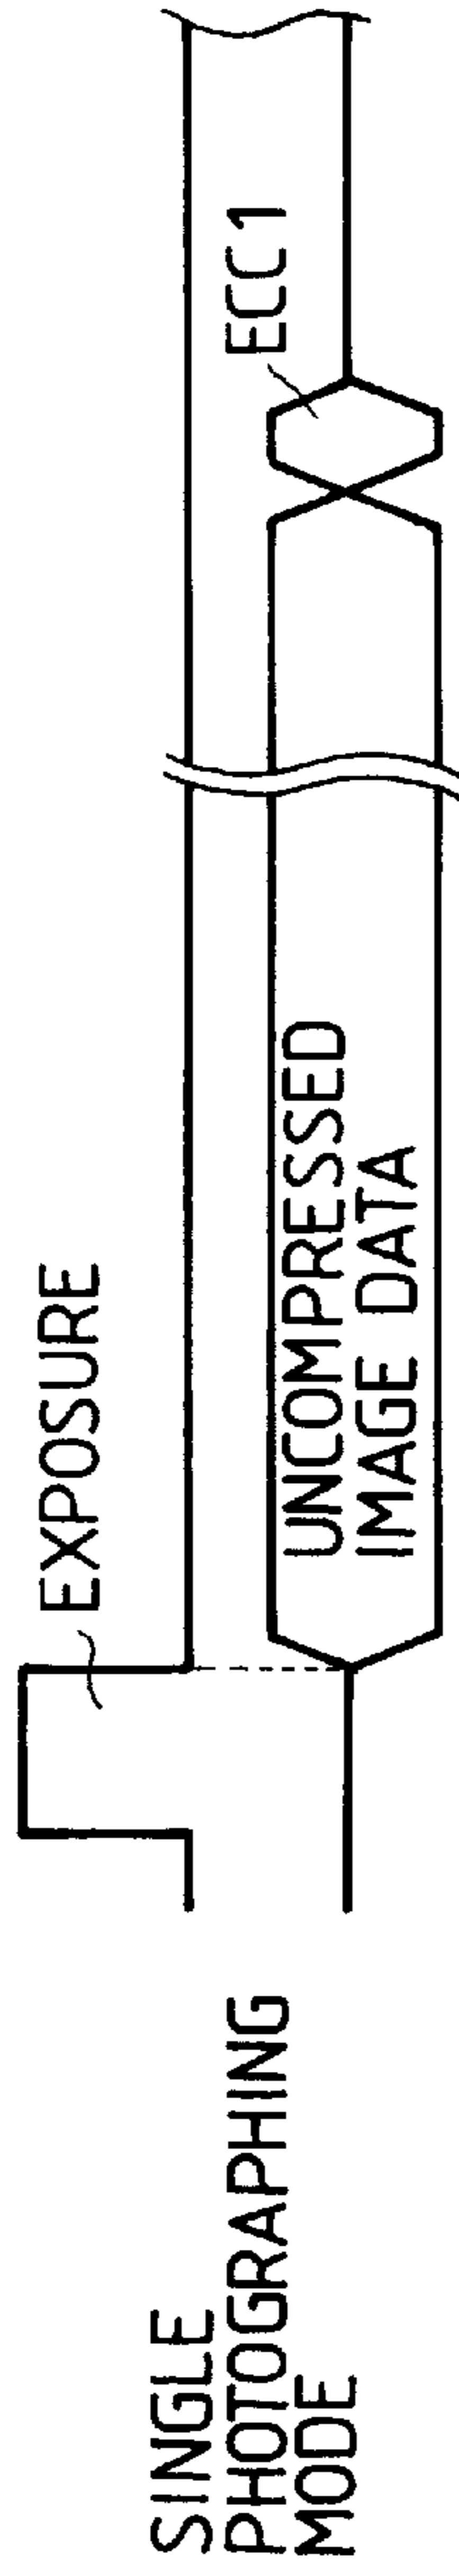 SINGLE
PHOTOGRAPHING
MODE
EXPOSURE
UNCOMPRESSED
IMAGE DATA
ECC1